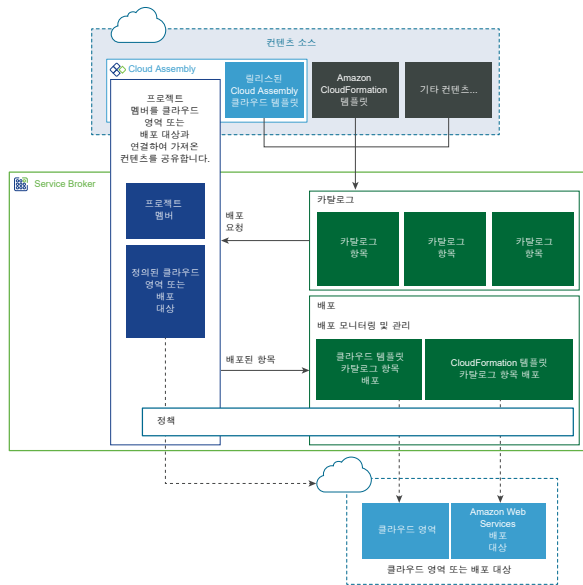 컨텐츠 소스
Cloud Assembly
릴리스된
Cloud Assembly
클라우드 템플릿
Amazon
CloudFormation
템플릿
기타 컨텐츠...
프로젝트
멤버를 클라우드
영역 또는
배포 대상과
연결하여 가져온
컨텐츠를 공유합니다.
Service Broker
프로젝트
멤버
정의된 클라우드
영역 또는
배포
대상
배포
요청
카탈로그
카탈로그
항목
카탈로그
항목
카탈로그
항목
배포
배포 모니터링 및 관리
배포된 항목
클라우드 템플릿
카탈로그 항목
배포
CloudFormation 템플릿
카탈로그 항목 배포
정책
클라우드 영역
Amazon Web
Services
배포
대상
클라우드 영역 또는 배포 대상